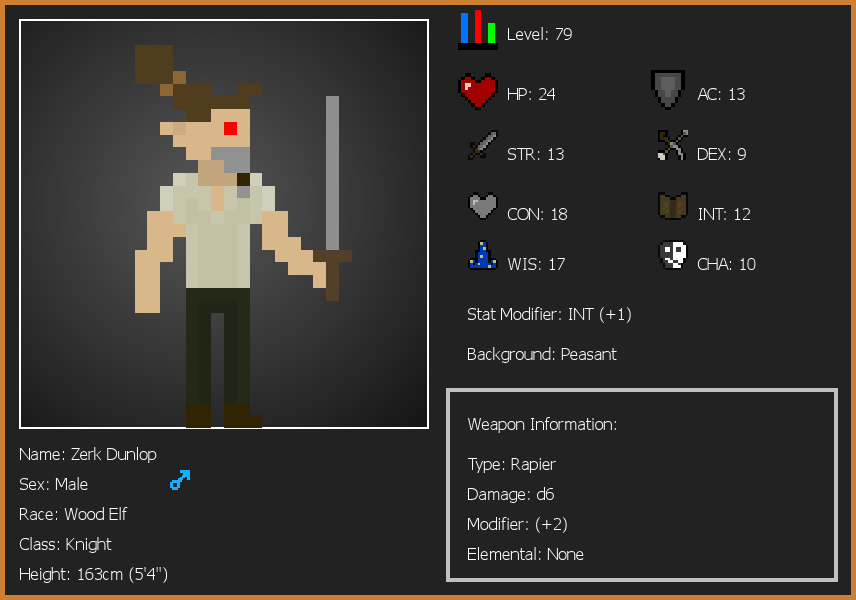 Level: 79
HP: 24
AC: 13
STR: 13
DEX: 9
CON: 18
INT: 12
WIS: 17
CHA: 10
Stat Modifier: INT (+1)
Background: Peasant
Weapon Information:
Type: Rapier
Damage: d6
Modifier: (+2)
Elemental: None
Name: Zerk Dunlop
Sex: Male
Race: Wood Elf
Class: Knight
Height: 163cm (5'4")